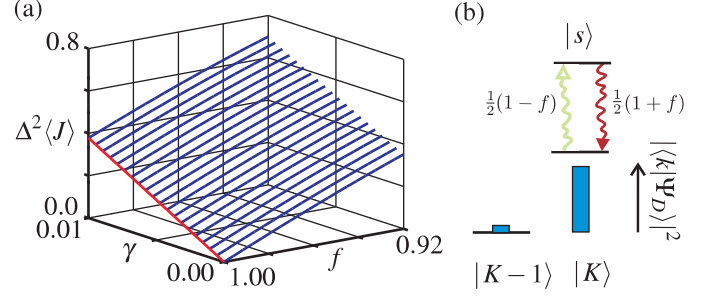 (a)
0.8
Δ²⟨J⟩
0.0
0.01
γ
0.00
1.00
f
0.92
(b)
|s⟩
½(1 − f)
½(1 + f)
|⟨k|Ψ_D⟩|²
|K − 1⟩
|K⟩